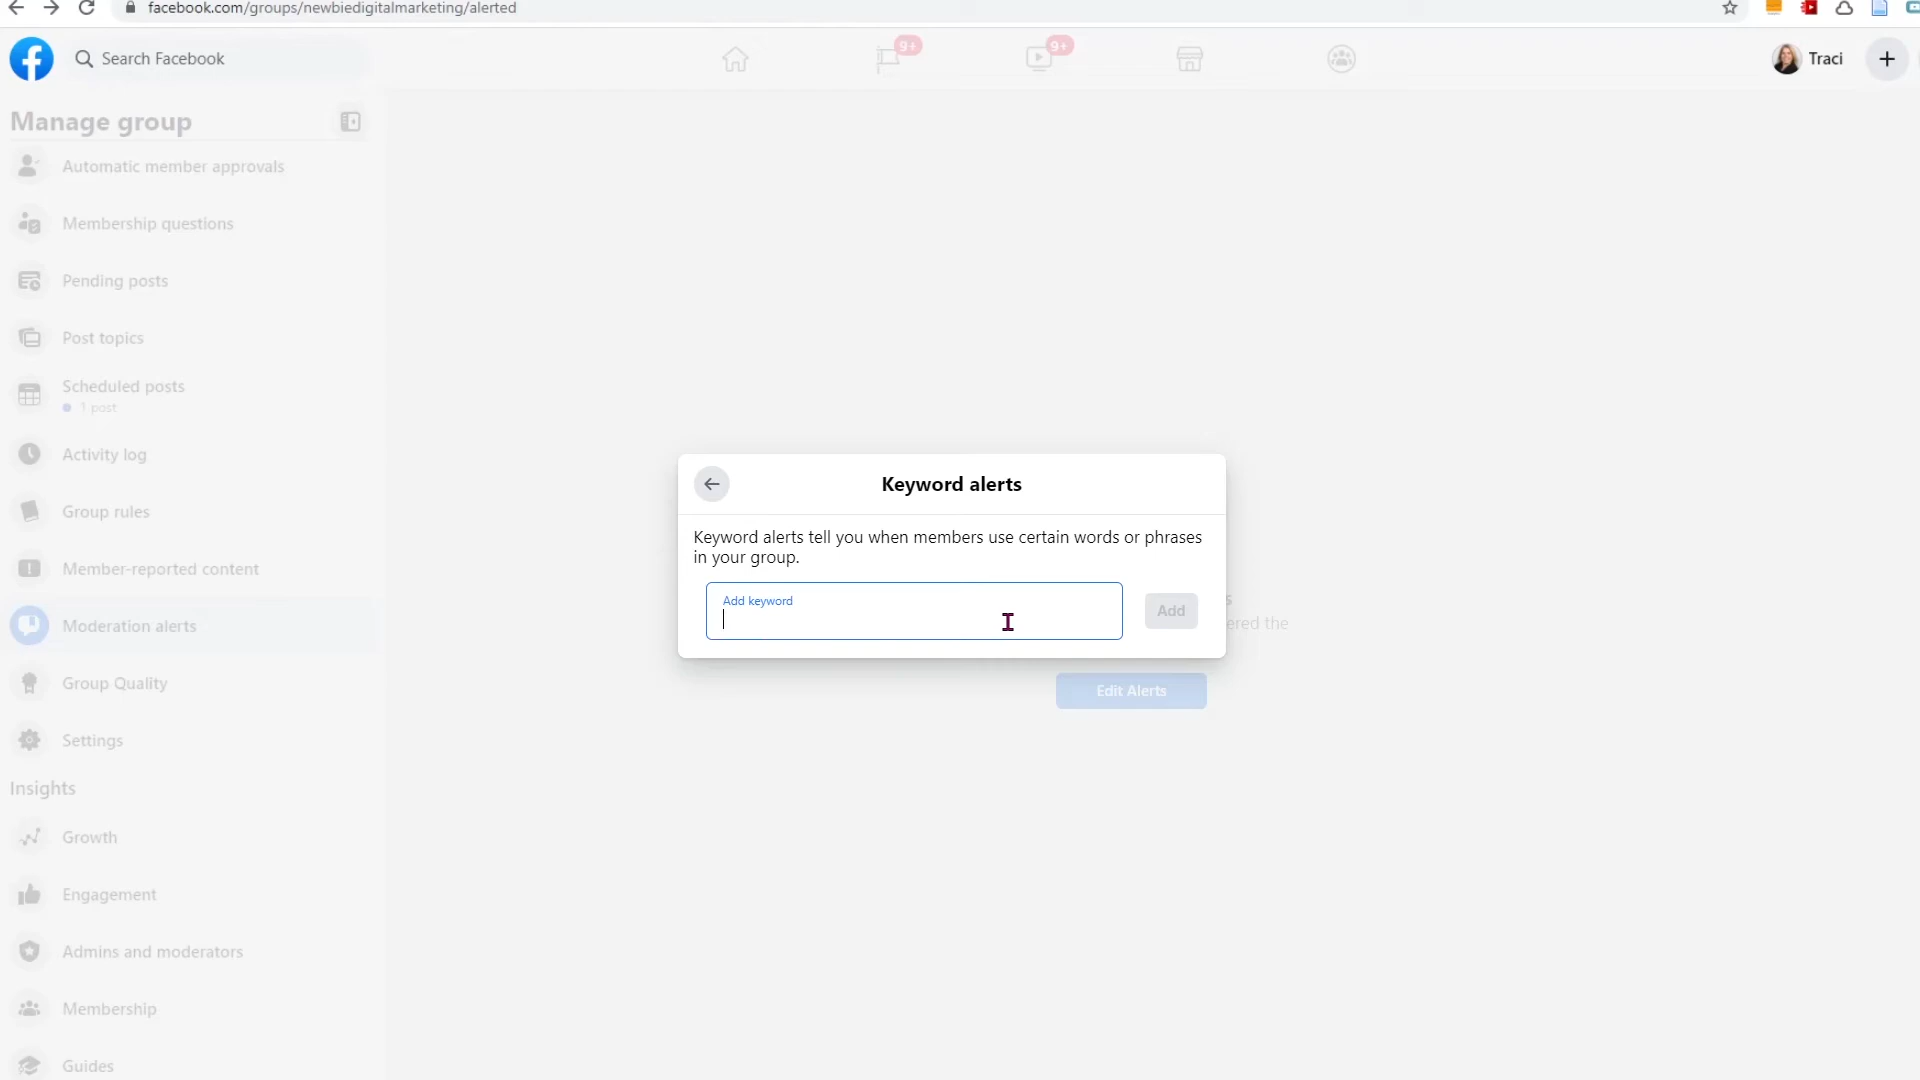 facebook.com/groups/newbiedigitalmarketing/alerted
Search Facebook
9+
9+
Traci
Manage group
Automatic member approvals
Membership questions
Pending posts
Post topics
Scheduled posts
1 post
Activity log
Group rules
Member-reported content
Moderation alerts
Group Quality
Settings
Insights
Growth
Engagement
Admins and moderators
Membership
Guides
Keyword alerts
Keyword alerts tell you when members use certain words or phrases
in your group.
Add keyword
Add
s
ered the
Edit Alerts